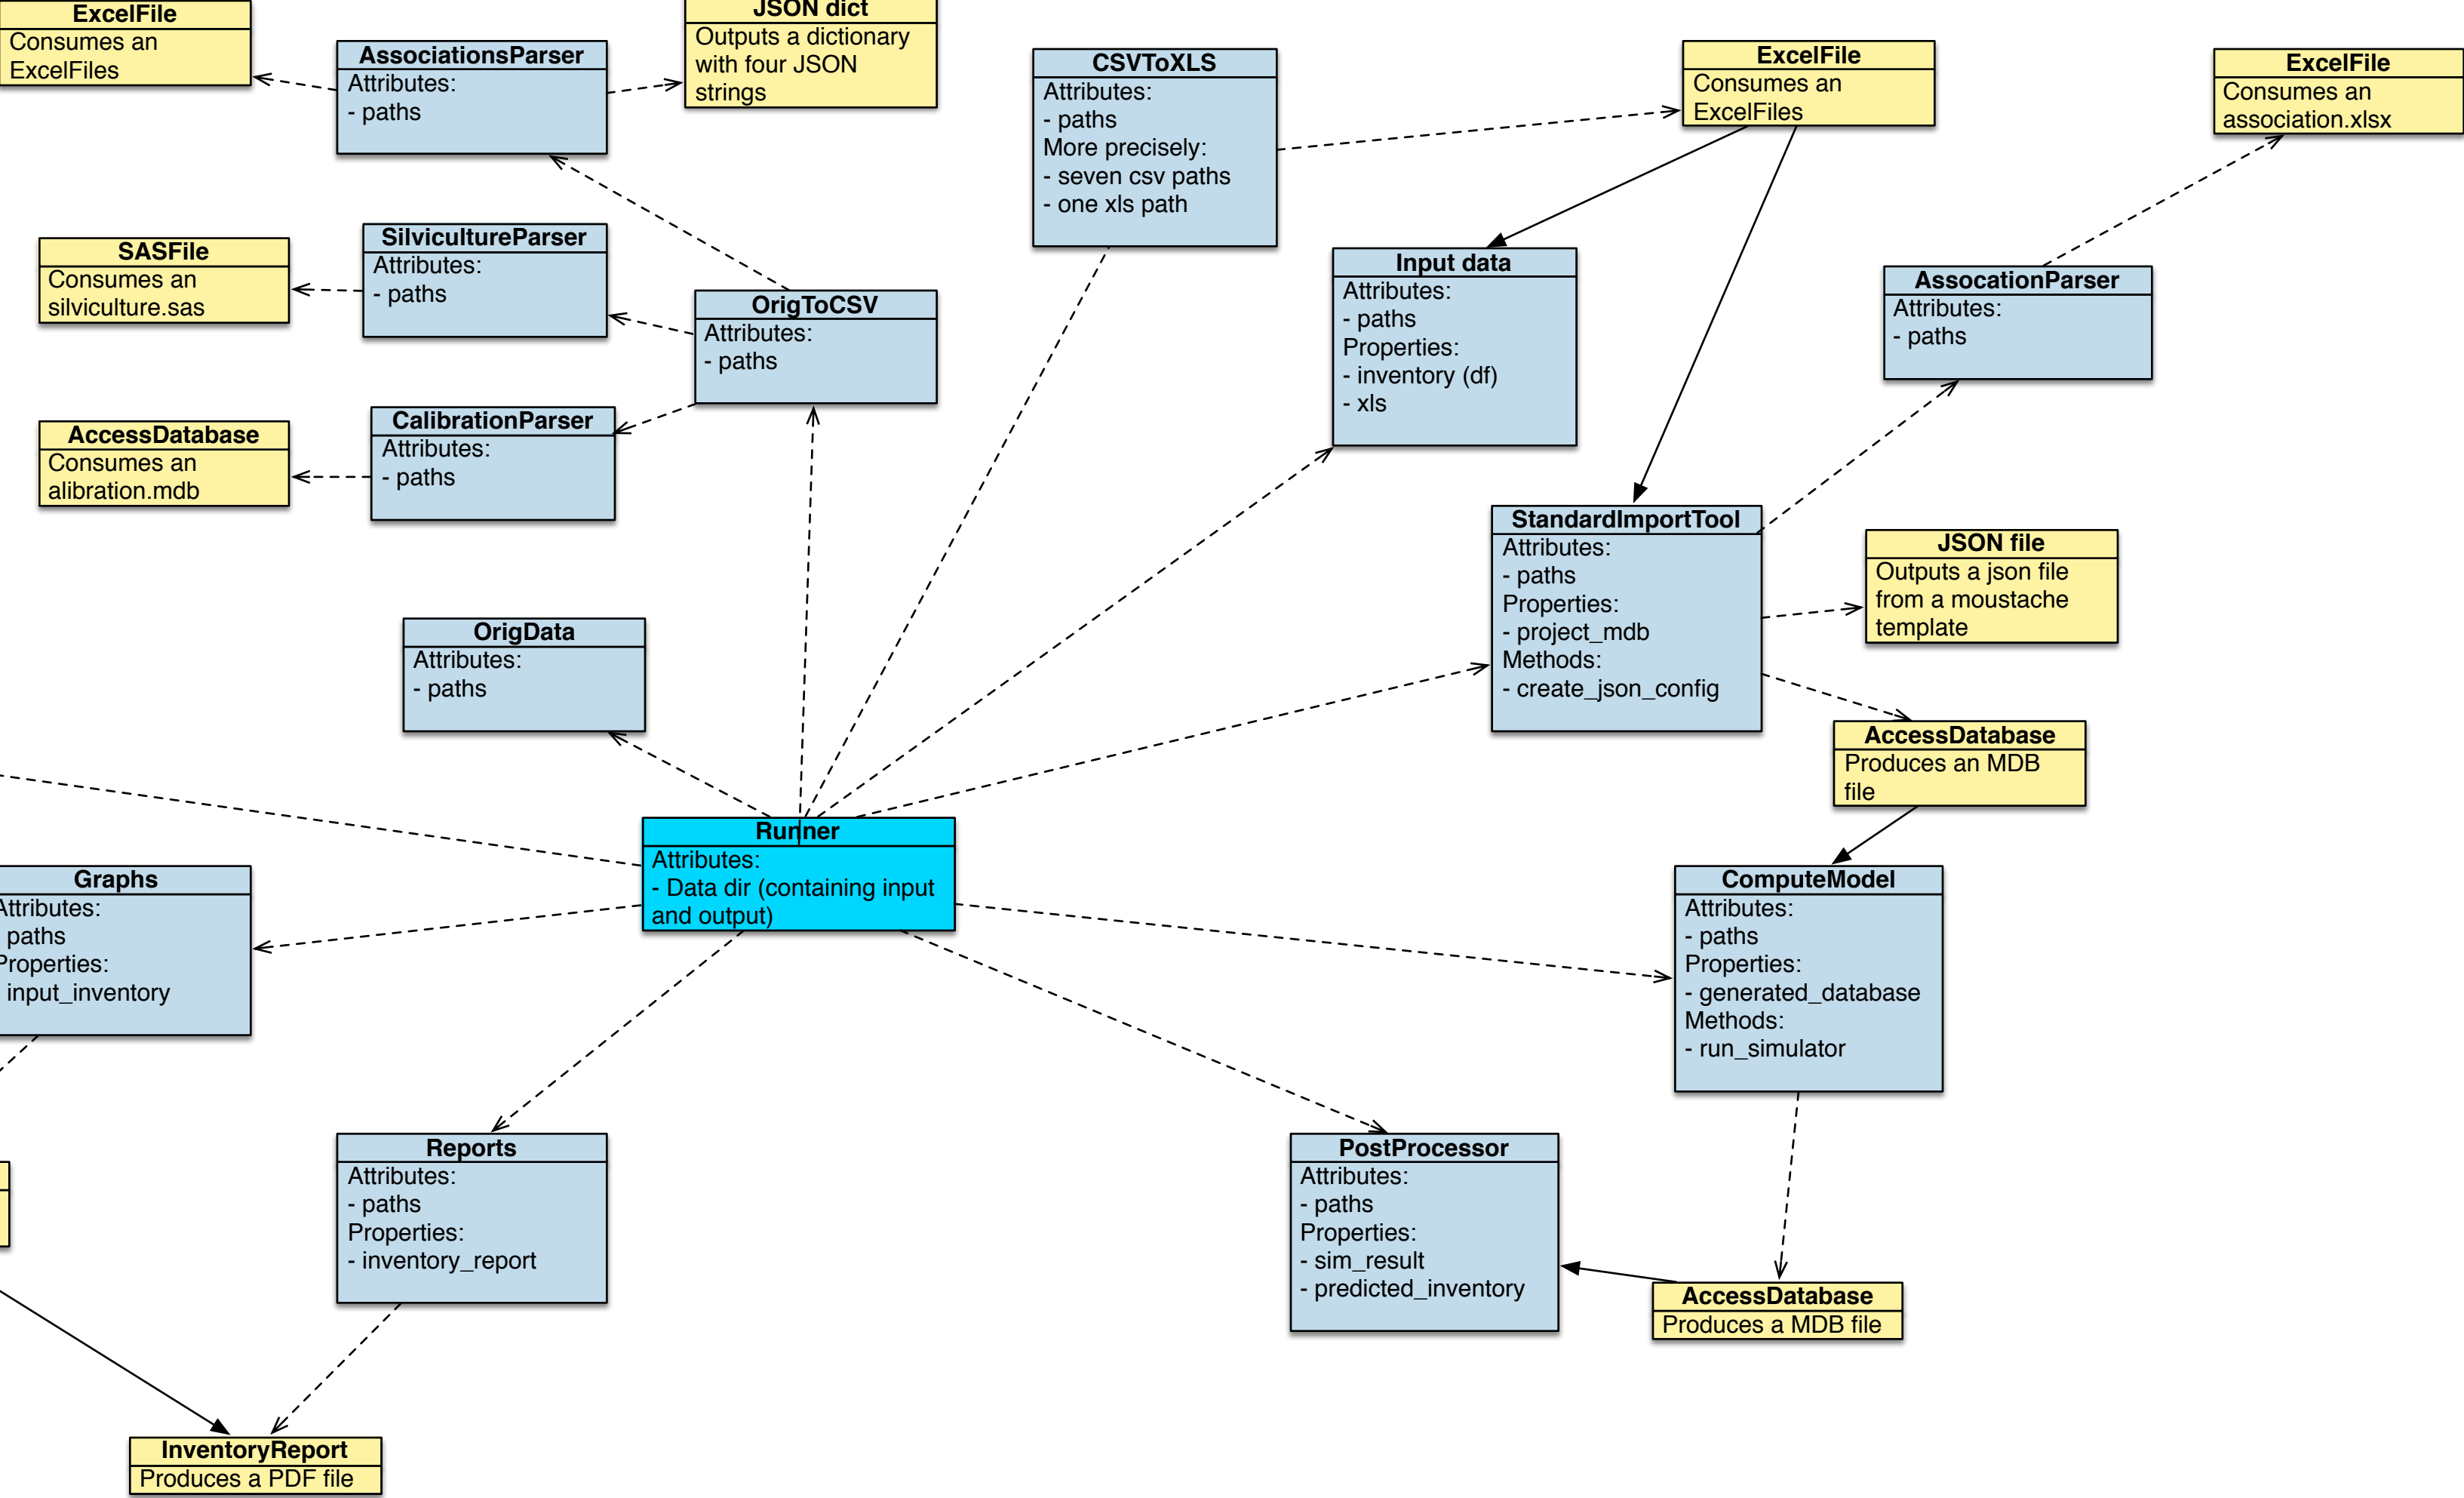 ExcelFile
Consumes an
ExcelFiles
AssociationsParser
Attributes:
- paths
JSON dict
Outputs a dictionary
with four JSON
strings
CSVToXLS
Attributes:
- paths
More precisely:
- seven csv paths
- one xls path
ExcelFile
Consumes an
ExcelFiles
ExcelFile
Consumes an
association.xlsx
SASFile
Consumes an
silviculture.sas
SilvicultureParser
Attributes:
- paths
OrigToCSV
Attributes:
- paths
Input data
Attributes:
- paths
Properties:
- inventory (df)
- xls
AssocationParser
Attributes:
- paths
AccessDatabase
Consumes an
alibration.mdb
CalibrationParser
Attributes:
- paths
StandardImportTool
Attributes:
- paths
Properties:
- project_mdb
Methods:
- create_json_config
JSON file
Outputs a json file
from a moustache
template
OrigData
Attributes:
- paths
AccessDatabase
Produces an MDB
file
Runner
Attributes:
- Data dir (containing input
and output)
Graphs
Attributes:
paths
Properties:
input_inventory
ComputeModel
Attributes:
- paths
Properties:
- generated_database
Methods:
- run_simulator
Reports
Attributes:
- paths
Properties:
- inventory_report
PostProcessor
Attributes:
- paths
Properties:
- sim_result
- predicted_inventory
AccessDatabase
Produces a MDB file
InventoryReport
Produces a PDF file